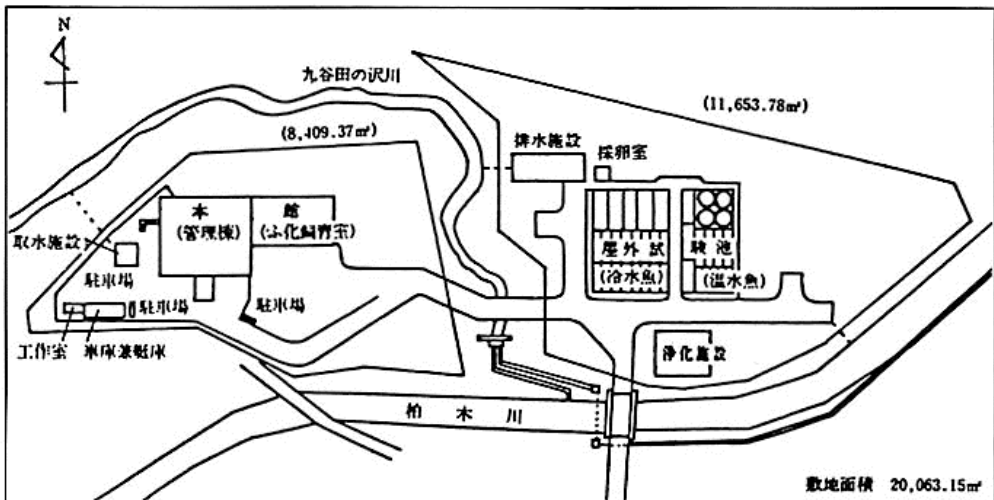 N
九谷田の沢川
(11,653.78㎡)
(8,409.37㎡)
排水施設
採卵室
本館
(管理棟)
(ふ化飼育室)
屋外試験池
(冷水魚)
(温水魚)
取水施設
駐車場
駐車場
駐車場
工作室
車庫兼艇庫
浄化施設
柏木川
敷地面積 20,063.15㎡